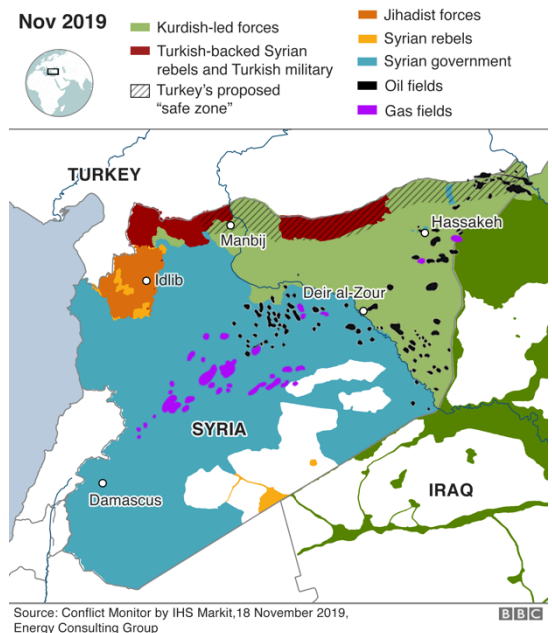 Nov 2019
Kurdish-led forces
Turkish-backed Syrian
rebels and Turkish military
Turkey's proposed
“safe zone”
Jihadist forces
Syrian rebels
Syrian government
Oil fields
Gas fields
TURKEY
Manbij
Hassakeh
Idlib
Deir al-Zour
SYRIA
Damascus
IRAQ
Source: Conflict Monitor by IHS Markit,18 November 2019,
Energy Consulting Group
BBC